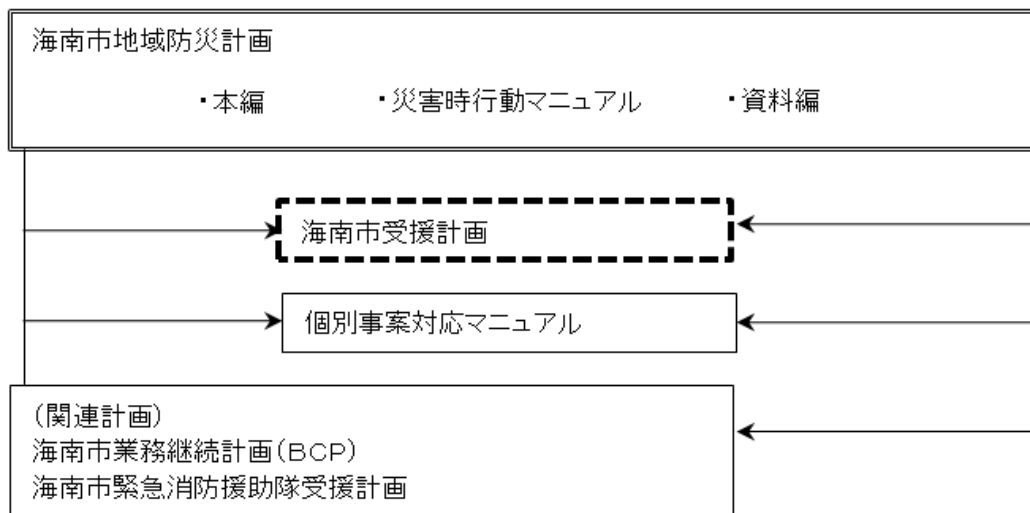 海南市地域防災計画
・本編 ・災害時行動マニュアル ・資料編
海南市受援計画
個別事案対応マニュアル
(関連計画)
海南市業務継続計画(BCP)
海南市緊急消防援助隊受援計画